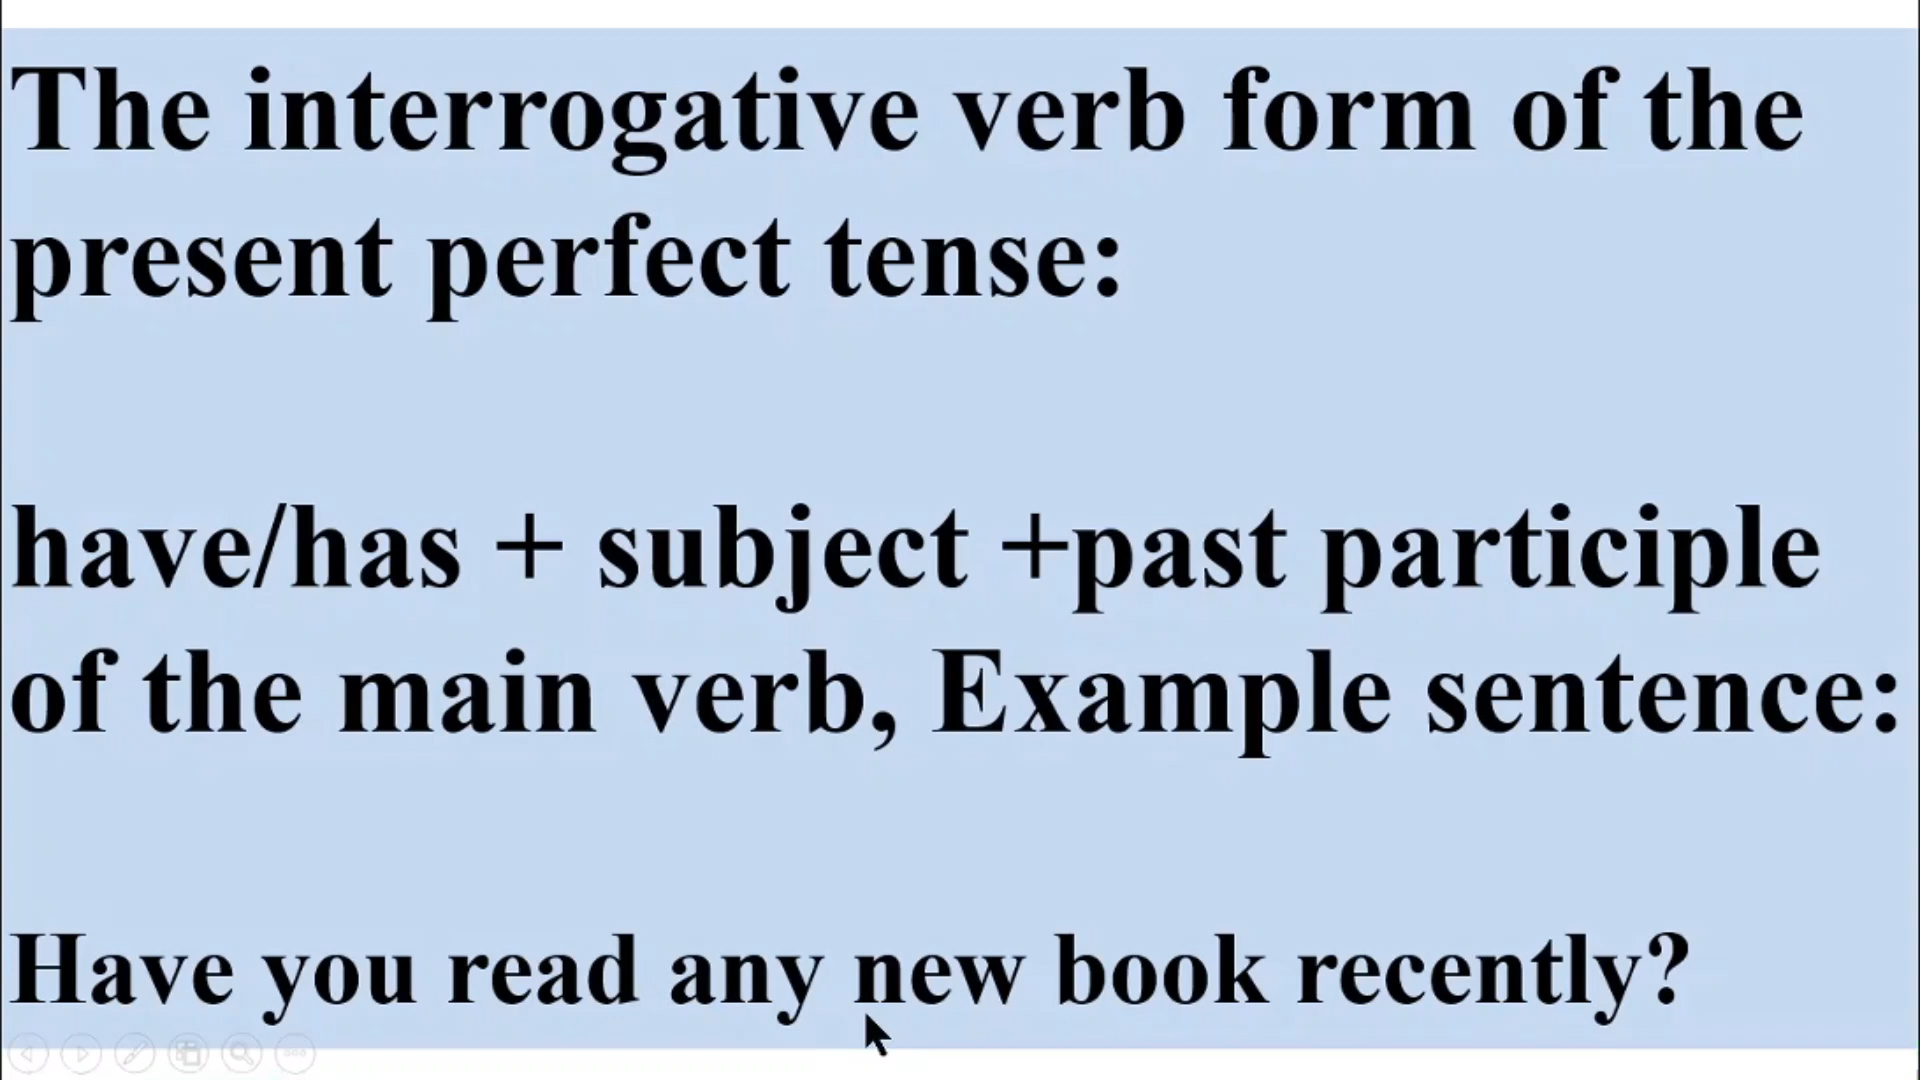 The interrogative verb form of the
present perfect tense:
have/has + subject +past participle
of the main verb, Example sentence:
Have you read any new book recently?